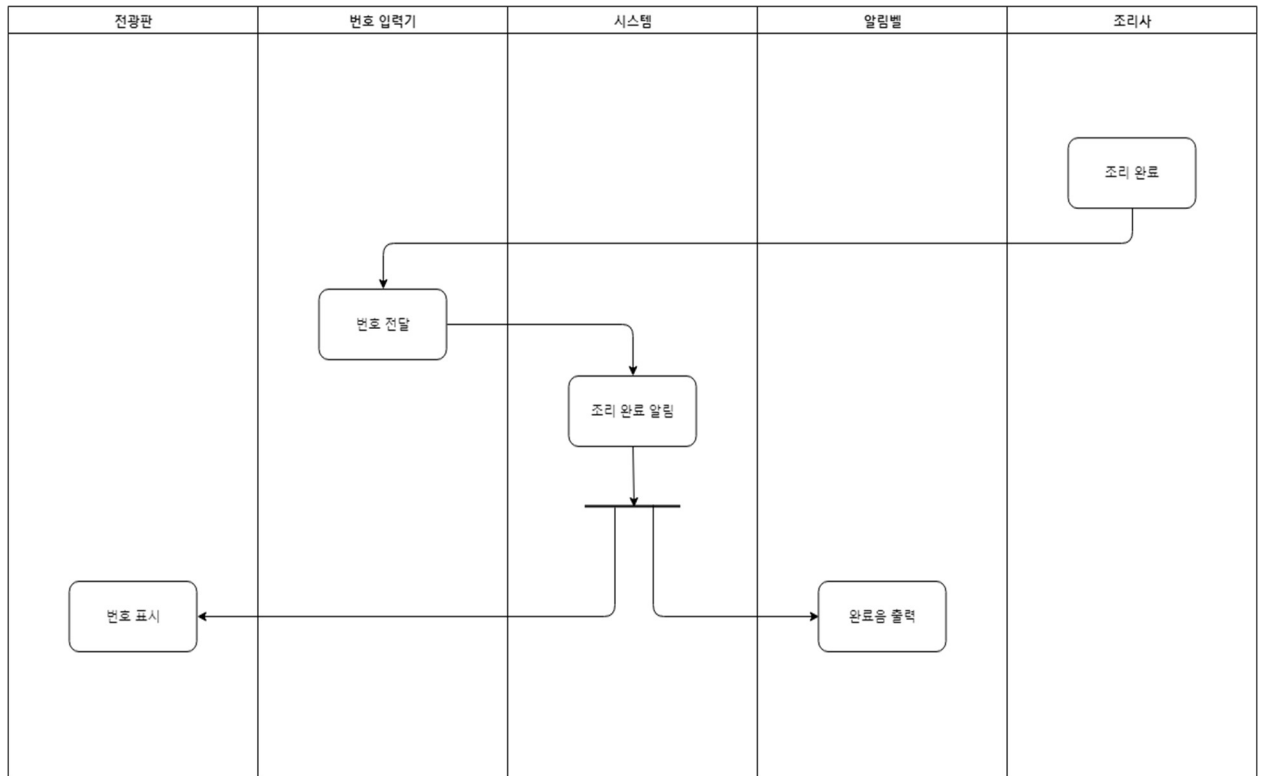 전광판
번호 입력기
시스템
알림벨
조리사
조리 완료
번호 전달
조리 완료 알림
번호 표시
완료음 출력